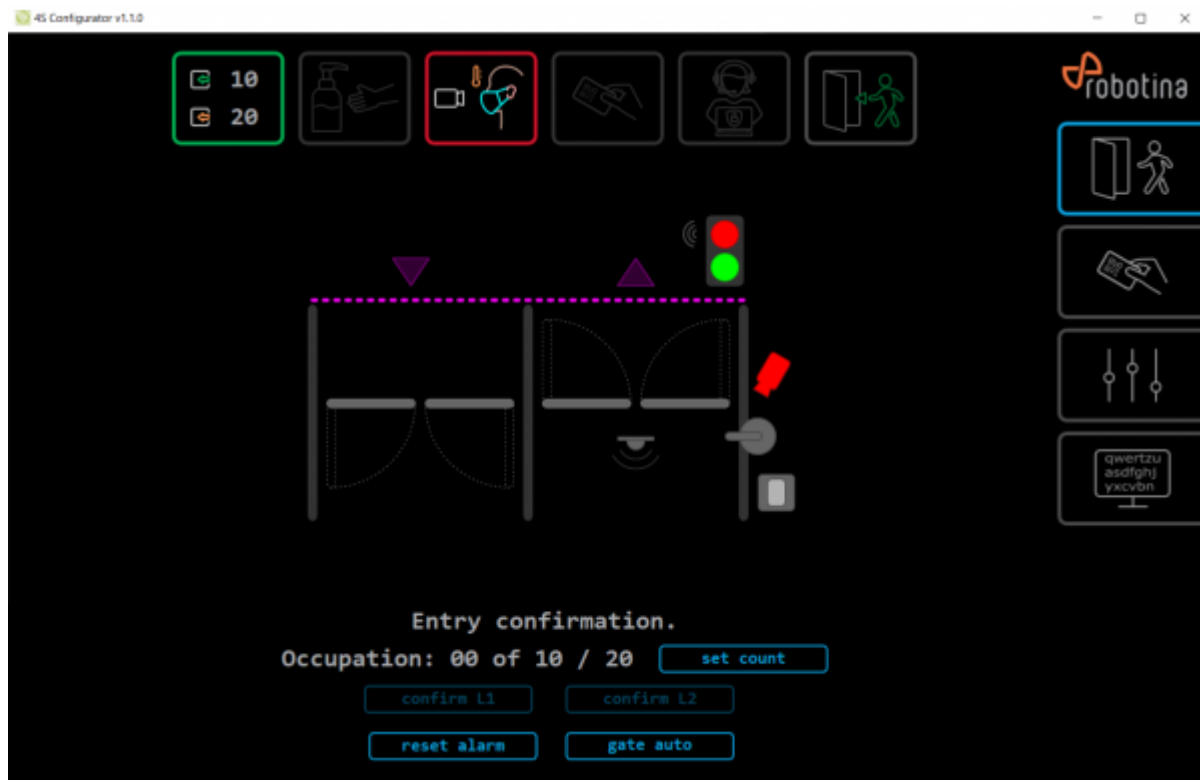 4S Configurator v1.1.0
10
20
robotina
qwertzu
asdfghj
yxcvbn
Entry confirmation.
Occupation: 00 of 10 / 20 set count
confirm L1 confirm L2
reset alarm gate auto